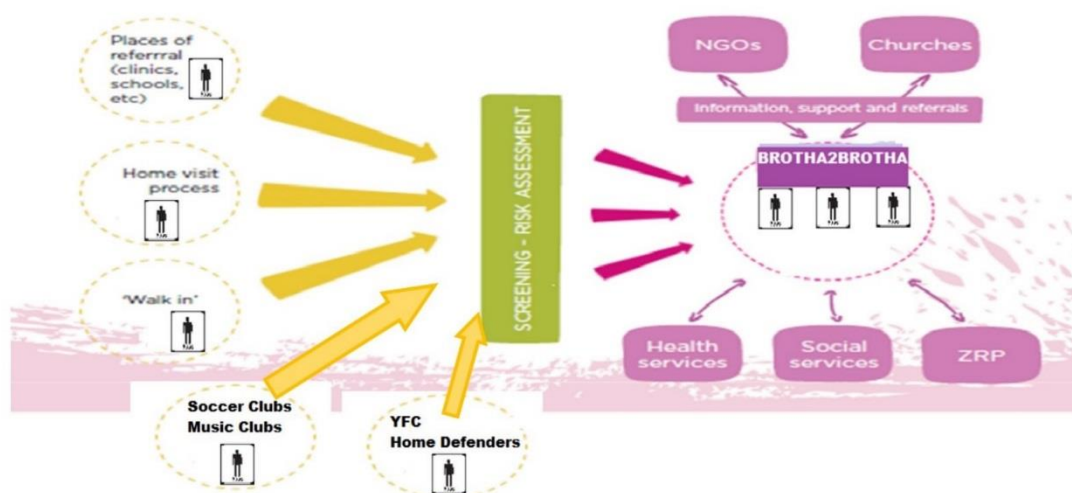 Places of
referrral
(clinics,
schools,
etc)
Home visit
process
'Walk in'
Soccer Clubs
Music Clubs
YFC
Home Defenders
SCREENING - RISK ASSESSMENT
NGOs
Churches
Information, support and referrals
BROTHA2BROTHA
Health
services
Social
services
ZRP